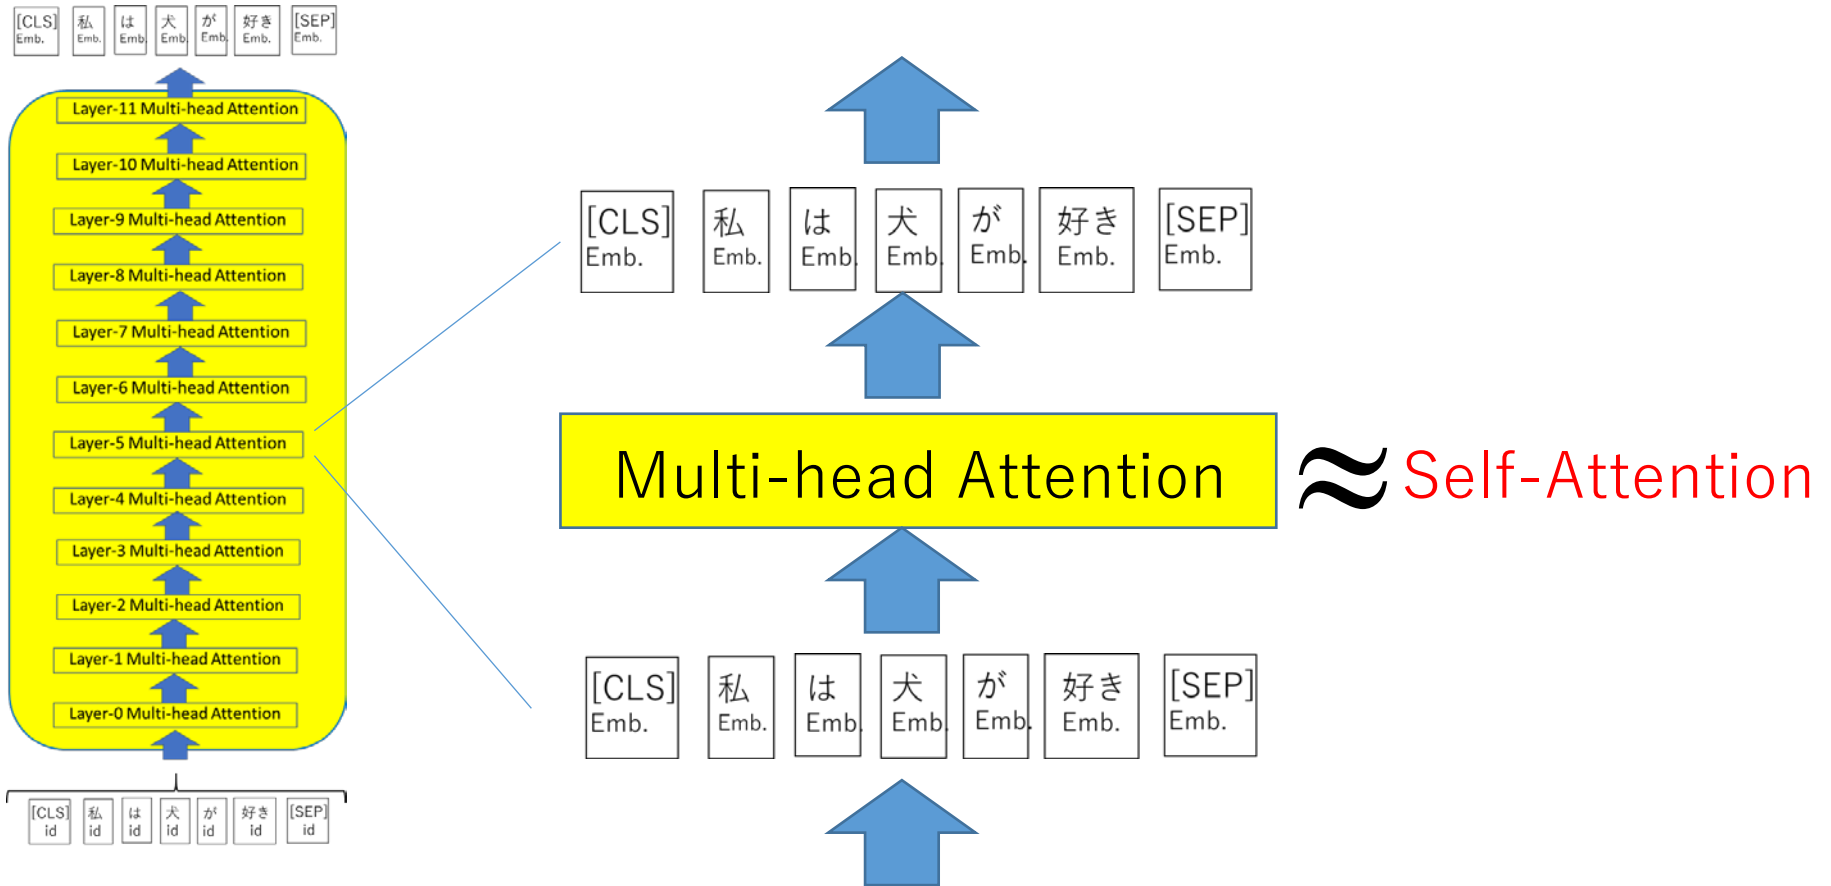 [CLS] 私 は 犬 が 好き [SEP]
Emb. Emb. Emb. Emb. Emb. Emb. Emb.
Layer-11 Multi-head Attention
Layer-10 Multi-head Attention
Layer-9 Multi-head Attention
Layer-8 Multi-head Attention
Layer-7 Multi-head Attention
Layer-6 Multi-head Attention
Layer-5 Multi-head Attention
Layer-4 Multi-head Attention
Layer-3 Multi-head Attention
Layer-2 Multi-head Attention
Layer-1 Multi-head Attention
Layer-0 Multi-head Attention
[CLS] 私 は 犬 が 好き [SEP]
id id id id id id id
[CLS] 私 は 犬 が 好き [SEP]
Emb. Emb. Emb. Emb. Emb. Emb. Emb.
Multi-head Attention ≈ Self-Attention
[CLS] 私 は 犬 が 好き [SEP]
Emb. Emb. Emb. Emb. Emb. Emb. Emb.